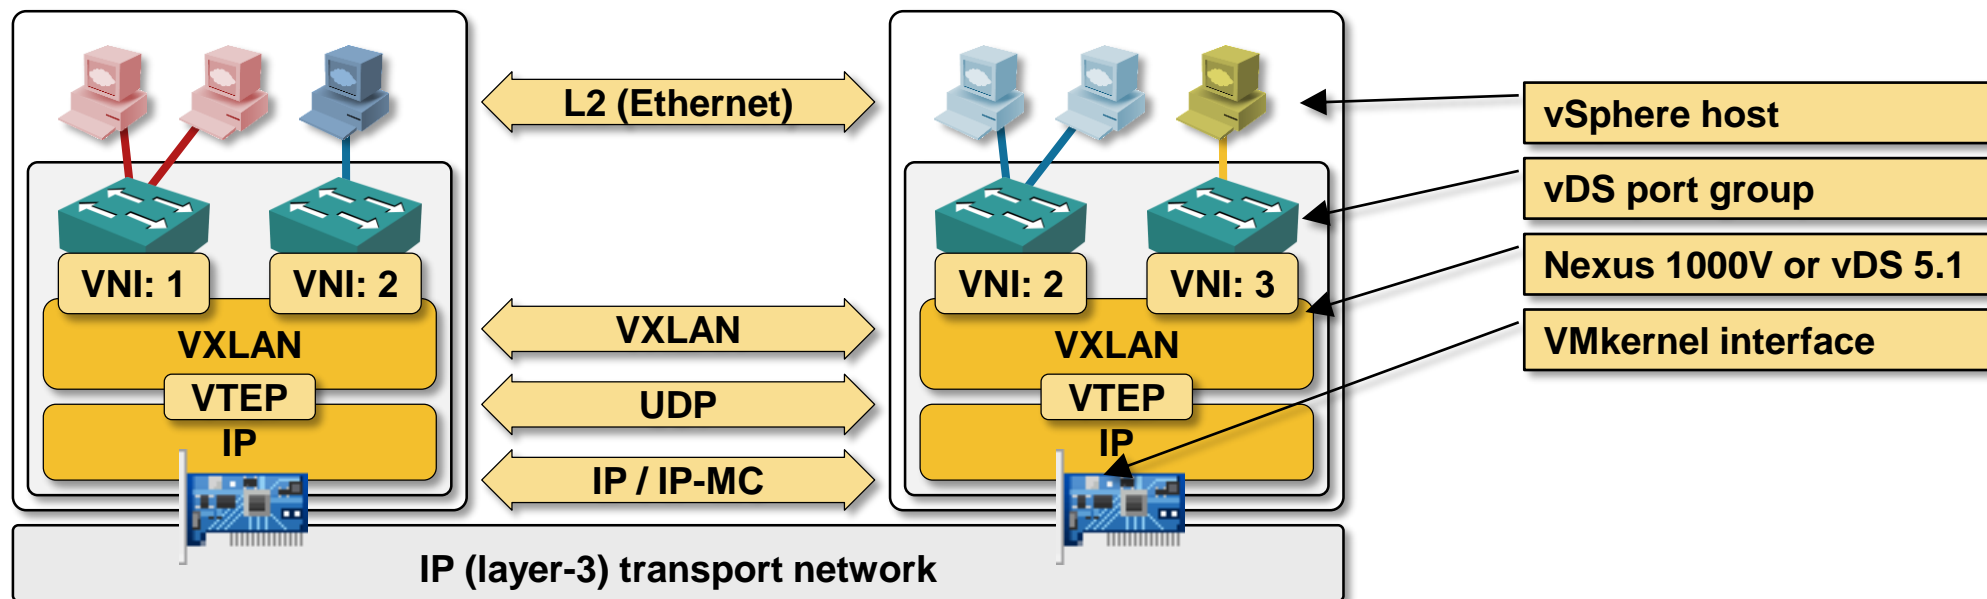 L2 (Ethernet)
vSphere host
vDS port group
VNI: 1
VNI: 2
VNI: 2
VNI: 3
Nexus 1000V or vDS 5.1
VXLAN
VXLAN
VXLAN
VMkernel interface
VTEP
UDP
VTEP
IP
IP
IP / IP-MC
IP (layer-3) transport network